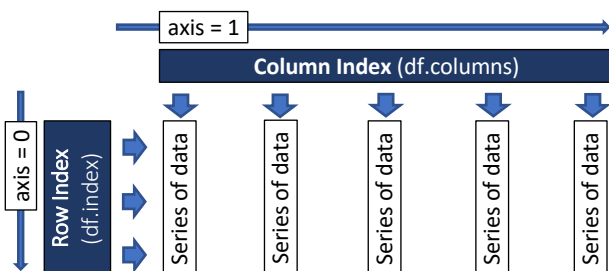 axis = 1
Column Index (df.columns)
axis = 0
Row Index
(df.index)
Series of data
Series of data
Series of data
Series of data
Series of data